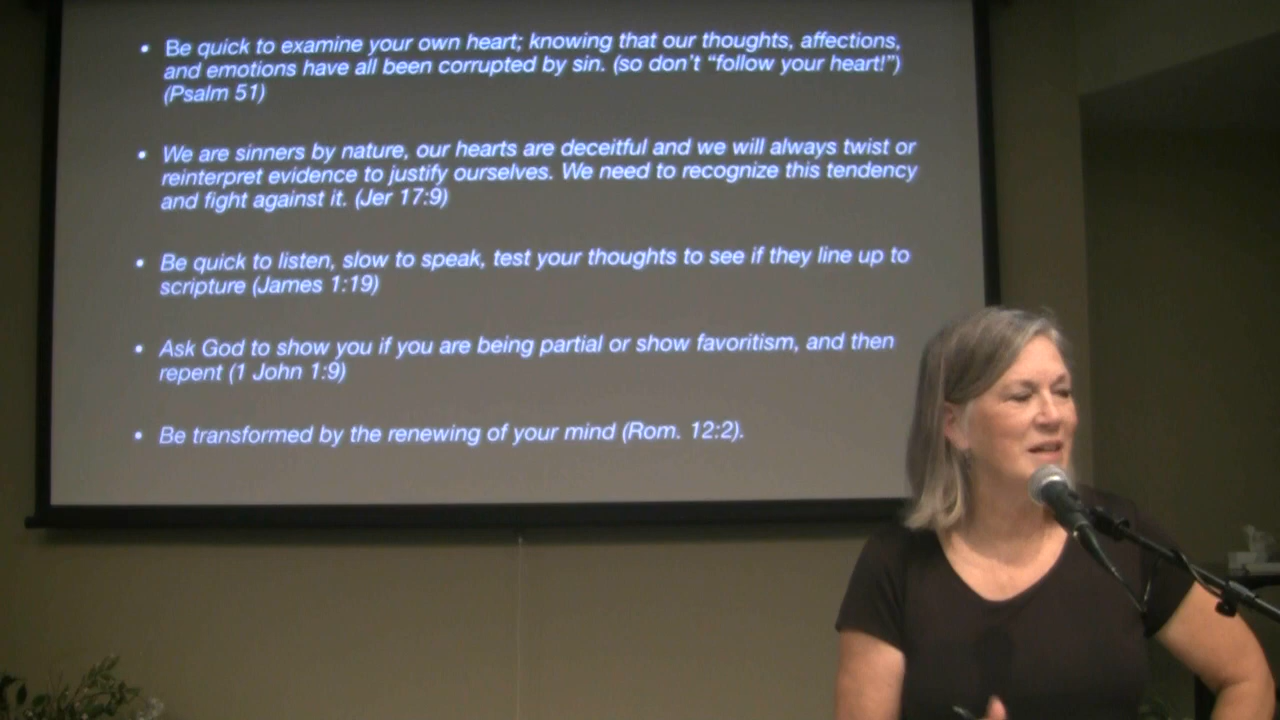 • Be quick to examine your own heart; knowing that our thoughts, affections,
and emotions have all been corrupted by sin. (so don't “follow your heart!”)
(Psalm 51)
• We are sinners by nature, our hearts are deceitful and we will always twist or
reinterpret evidence to justify ourselves. We need to recognize this tendency
and fight against it. (Jer 17:9)
• Be quick to listen, slow to speak, test your thoughts to see if they line up to
scripture (James 1:19)
• Ask God to show you if you are being partial or show favoritism, and then
repent (1 John 1:9)
• Be transformed by the renewing of your mind (Rom. 12:2).